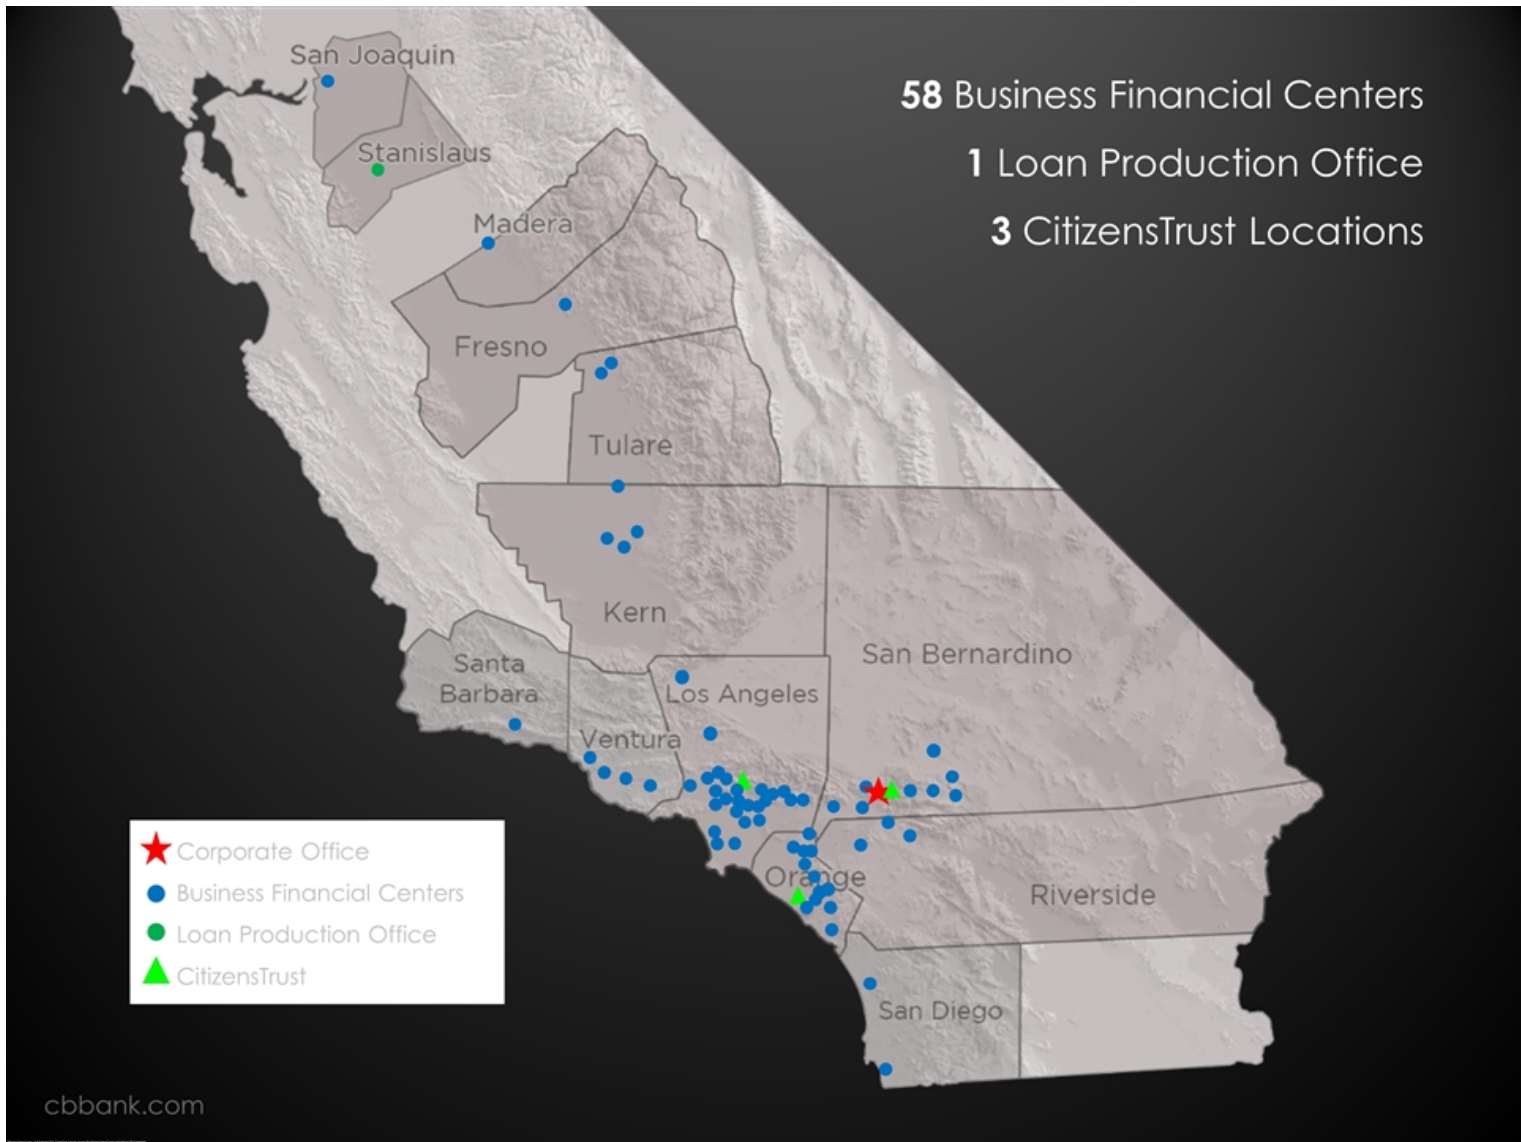 San Joaquin
58 Business Financial Centers
Stanislaus
1 Loan Production Office
Madera
3 CitizensTrust Locations
Fresno
Tulare
Kern
San Bernardino
Santa
Barbara
Los Angeles
Ventura
Corporate Office
Orange
Business Financial Centers
Riverside
Loan Production Office
CitizensTrust
San Diego
cbbank.com